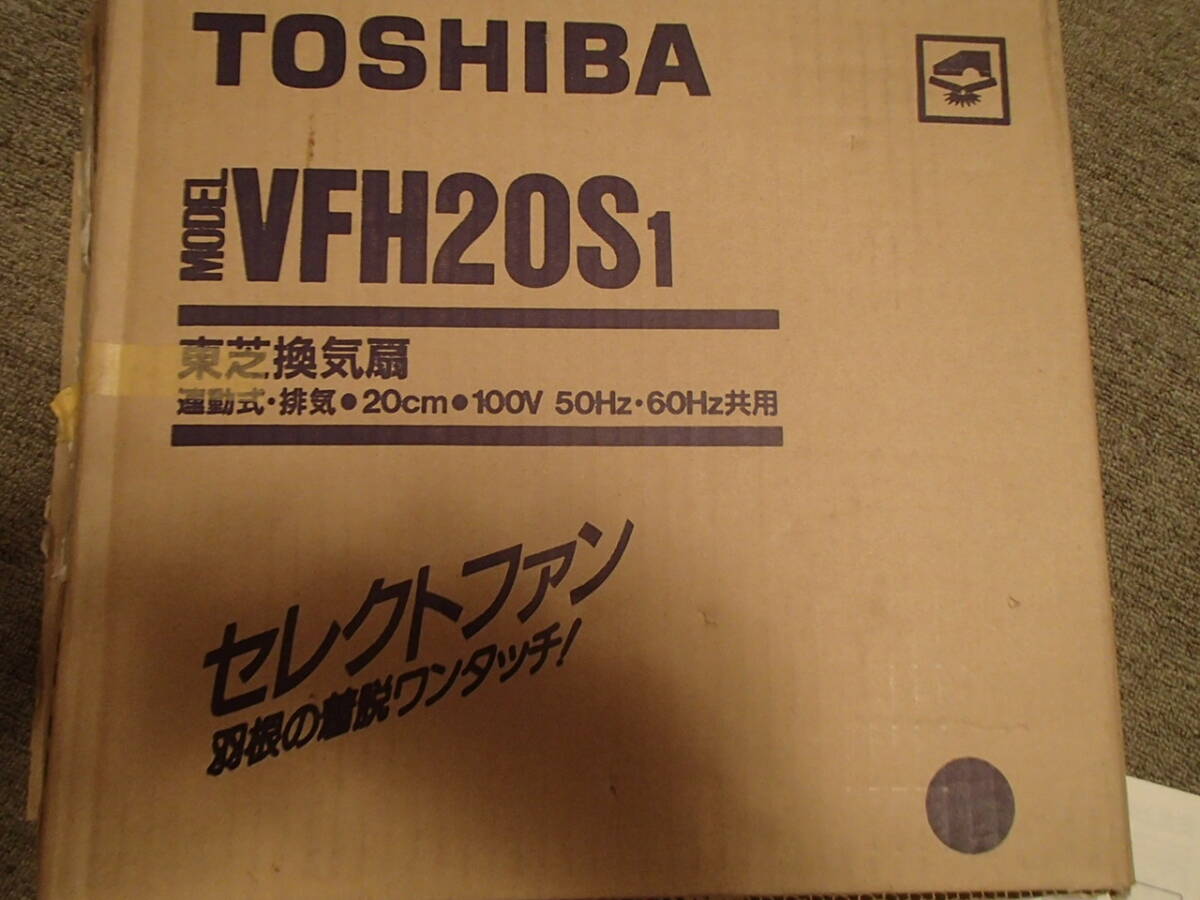 TOSHIBA
MODEL VFH20S1
東芝換気扇
連動式・排気●20cm●100V 50Hz・60Hz共用
セレクトファン
羽根の着脱ワンタッチ!